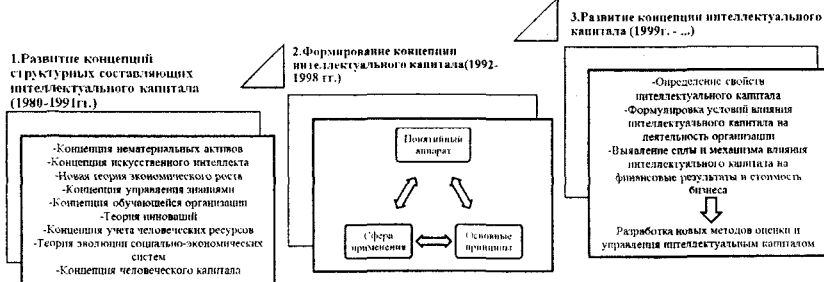 1.Развитие концепций
структурных составляющих
интеллектуального капитала
(1980-1991гг.)
-Концепция нематериальных активов
-Концепция искусственного интеллекта
-Новая теория экономического роста
-Концепция управления знаниями
-Концепция обучающейся организации
-Теория инноваций
-Концепция учета человеческих ресурсов
-Теория эволюции социально-экономических
систем
-Концепция человеческого капитала
2.Формирование концепции
интеллектуального капитала(1992-
1998 гг.)
Понятийный
аппарат
Сфера
применения
Основные
принципы
3.Развитие концепции интеллектуального
капитала (1999г. - ...)
-Определение свойств
интеллектуального капитала
-Формулировка условий влияния
интеллектуального капитала на
деятельность организации
-Выявление силы и механизма влияния
интеллектуального капитала на
финансовые результаты и стоимость
бизнеса
Разработка новых методов оценки и
управления интеллектуальным капиталом